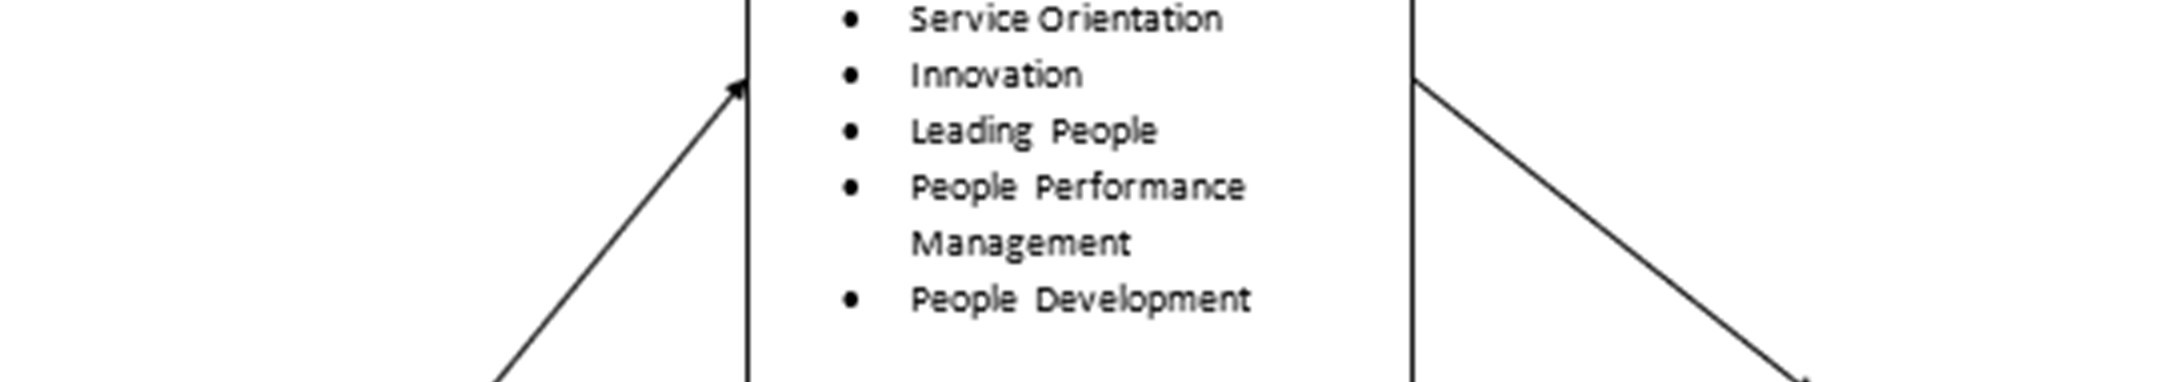 • Service Orientation
• Innovation
• Leading People
• People Performance
Management
• People Development